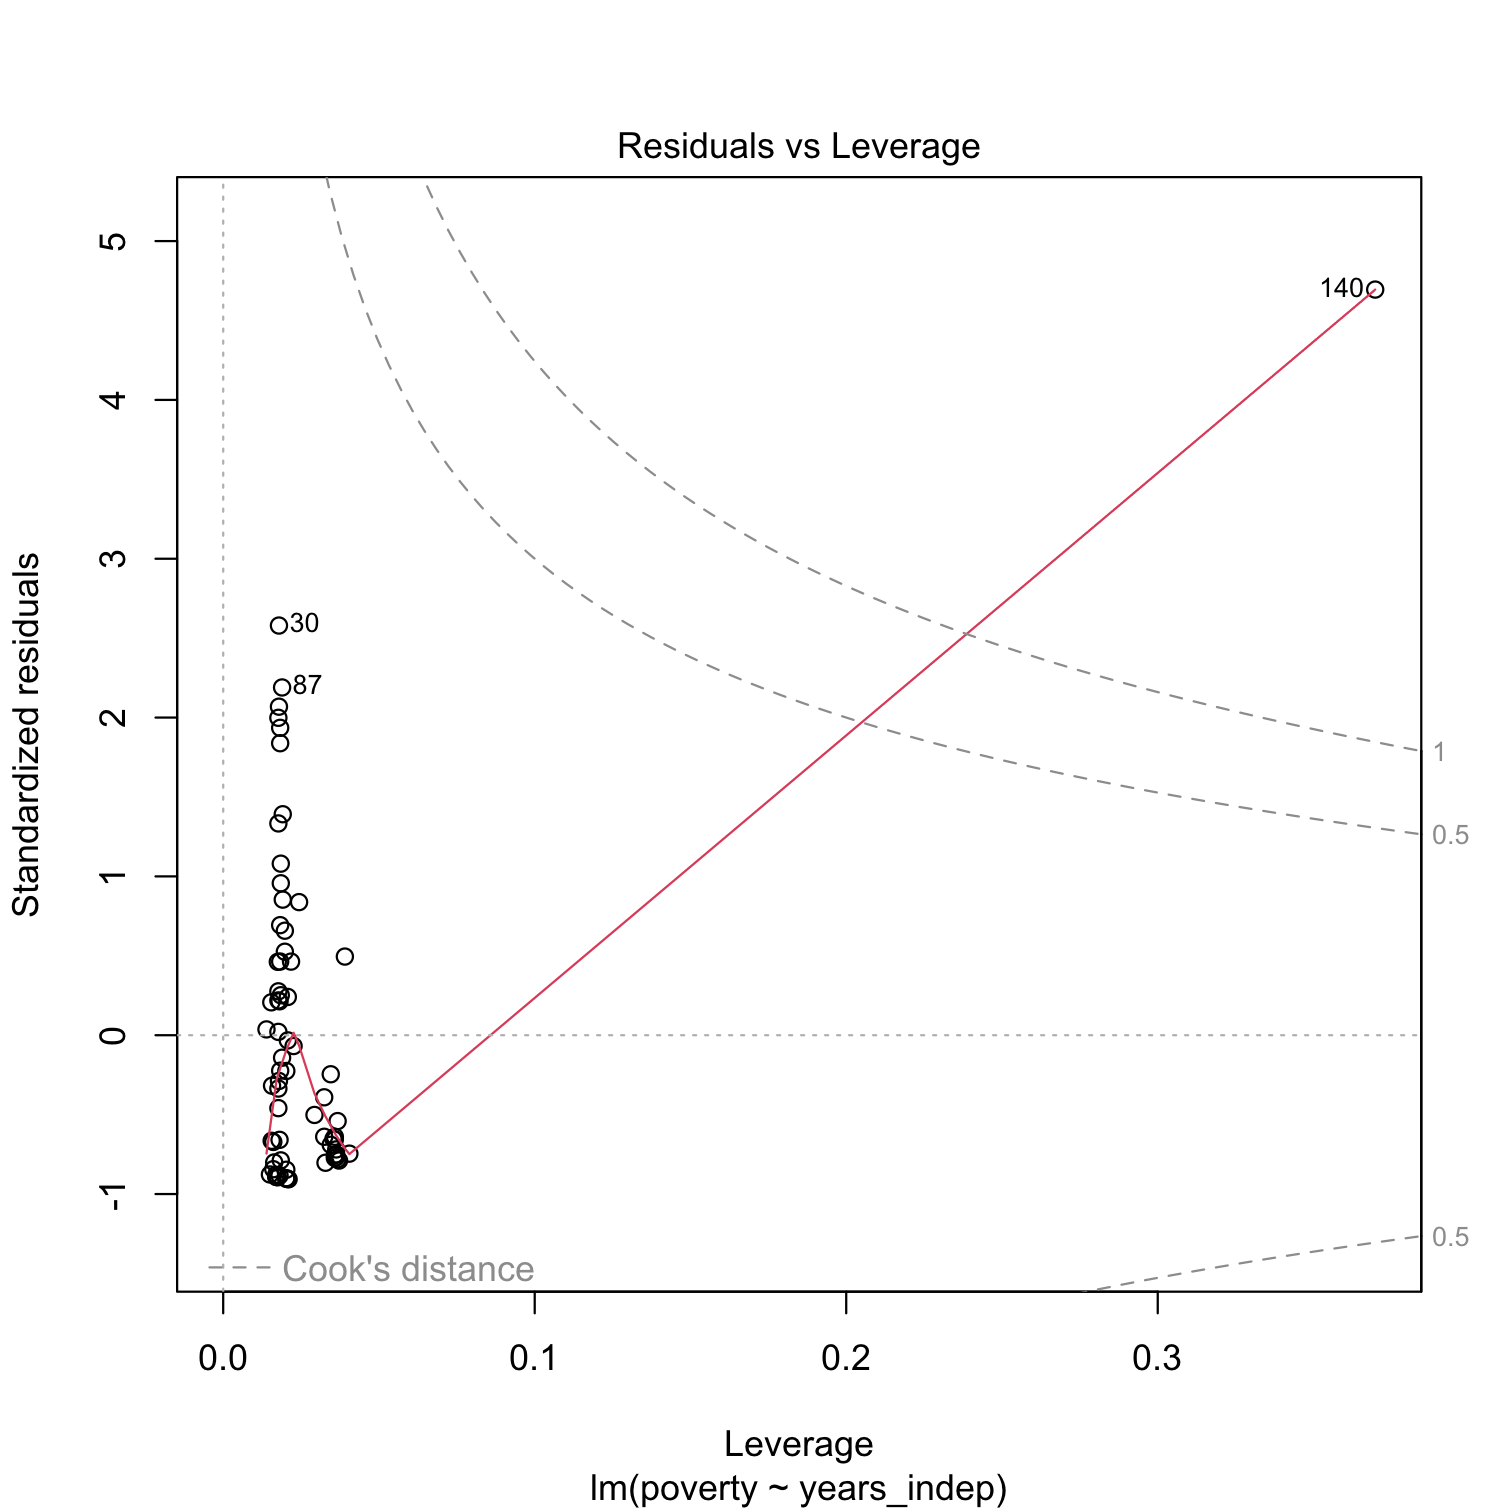 Residuals vs Leverage
Standardized residuals
5
4
3
2
1
0
-1
140
30
87
1
0.5
0.5
Cook's distance
0.0 0.1 0.2 0.3
Leverage
lm(poverty ~ years_indep)